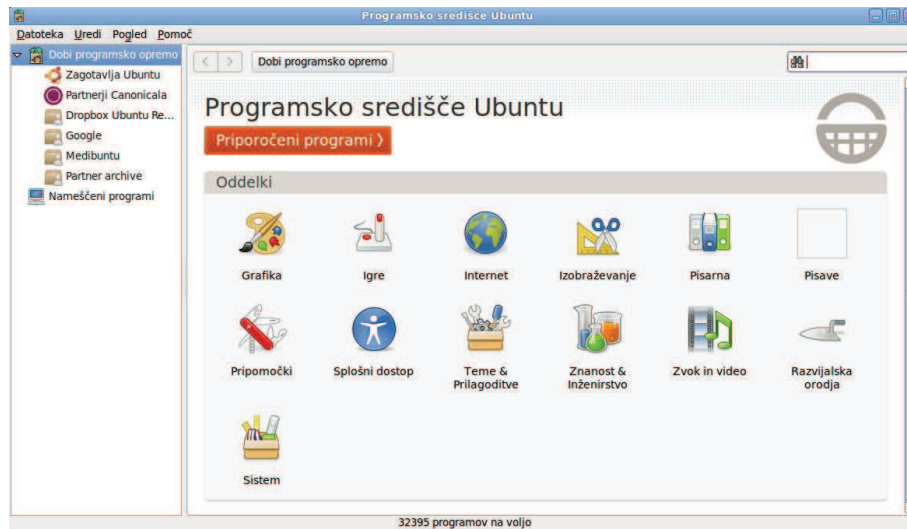 Programsko središče Ubuntu
Datoteka Uredi Pogled Pomoč
Dobi programsko opremo
Zagotavlja Ubuntu
Partnerji Canonicala
Dropbox Ubuntu Re...
Google
Medibuntu
Partner archive
Nameščeni programi
Dobi programsko opremo
Programsko središče Ubuntu
Priporočeni programi
Oddelki
Grafika
Igre
Internet
Izobraževanje
Pisarna
Pisave
Pripomočki
Splošni dostop
Teme &
Prilagoditve
Znanost &
Inženirstvo
Zvok in video
Razvijalska
orodja
Sistem
32395 programov na voljo